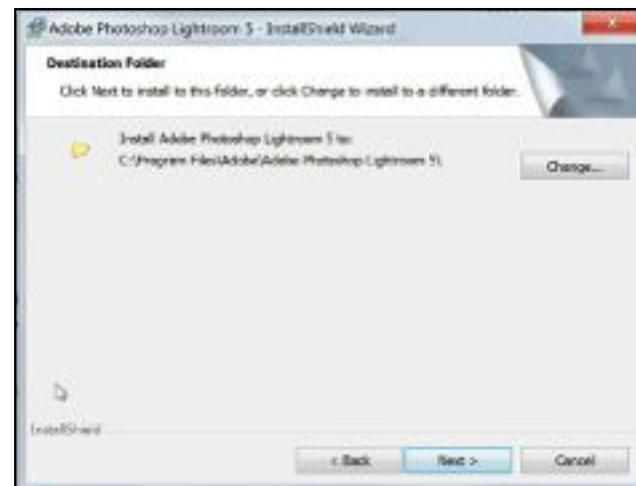 Adobe Photoshop Lightroom 5 - InstallShield Wizard
Destination Folder
Click Next to install to this folder, or click Change to install to a different folder.
Install Adobe Photoshop Lightroom 5 to:
C:\Program Files\Adobe\Adobe Photoshop Lightroom 5\
Change...
InstallShield
< Back
Next >
Cancel